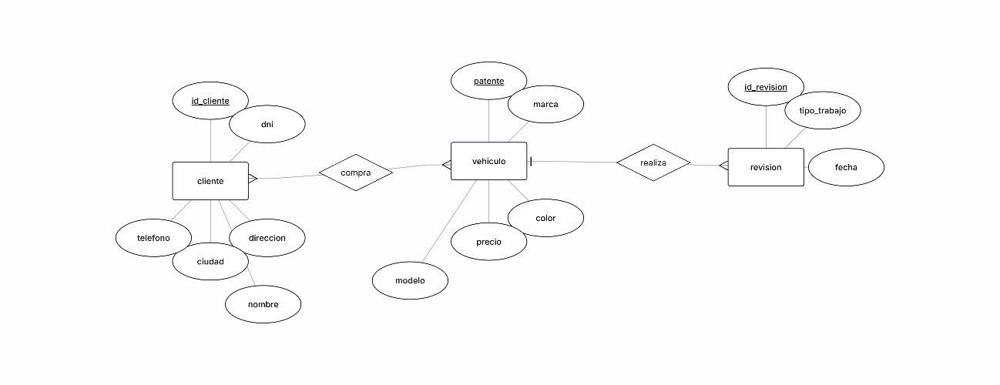 id_cliente
dni
cliente
telefono
ciudad
direccion
nombre
compra
patente
marca
vehiculo
color
precio
modelo
realiza
id_revision
tipo_trabajo
revision
fecha